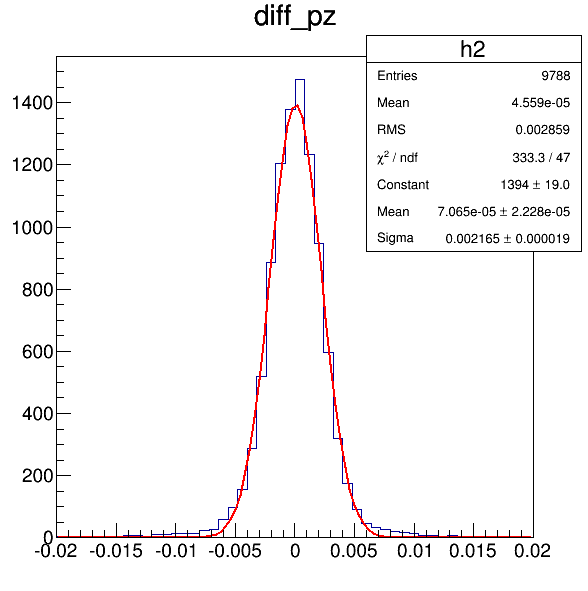 diff_pz
h2
Entries 9788
Mean 4.559e-05
RMS 0.002859
χ² / ndf 333.3 / 47
Constant 1394 ± 19.0
Mean 7.065e-05 ± 2.228e-05
Sigma 0.002165 ± 0.000019
1400
1200
1000
800
600
400
200
0
-0.02 -0.015 -0.01 -0.005 0 0.005 0.01 0.015 0.02